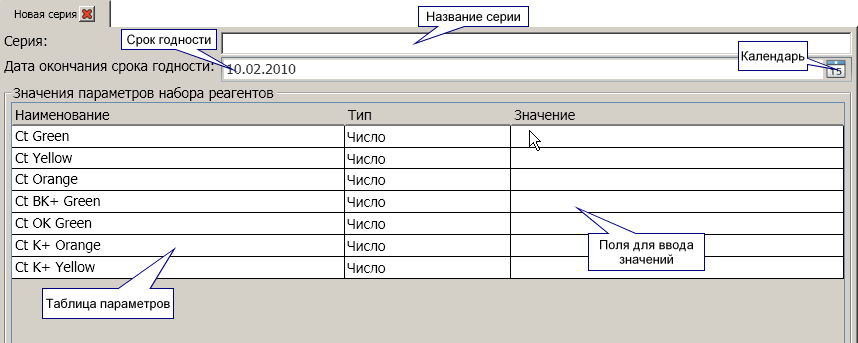 Новая серия
Название серии
Серия:
Срок годности
Дата окончания срока годности:
10.02.2010
Календарь
15
Значения параметров набора реагентов
Наименование Тип Значение
Ct Green Число
Ct Yellow Число
Ct Orange Число
Ct BK+ Green Число
Ct OK Green Число
Ct K+ Orange Число
Ct K+ Yellow Число
Поля для ввода
значений
Таблица параметров